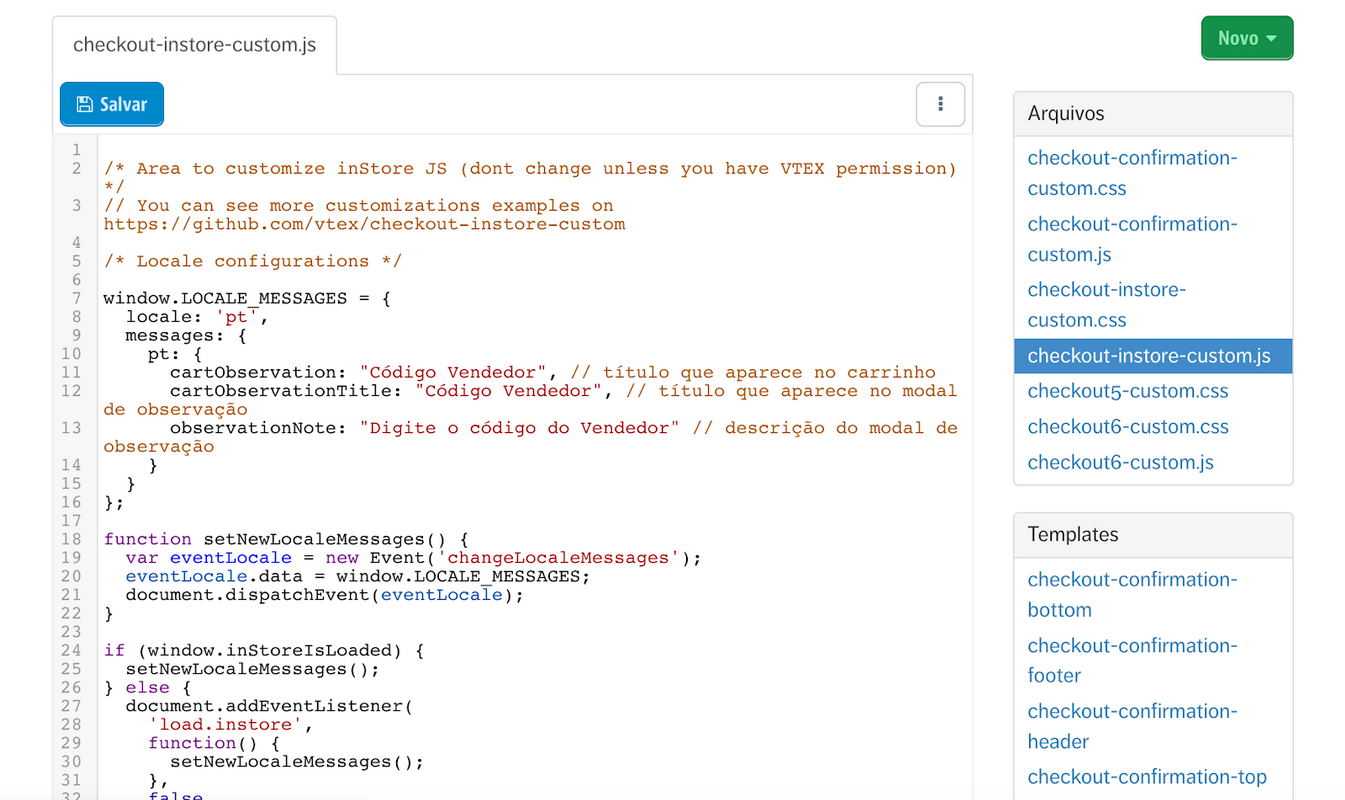 checkout-instore-custom.js
Novo
Salvar
1
2 /* Area to customize inStore JS (dont change unless you have VTEX permission)
*/
3 // You can see more customizations examples on
https://github.com/vtex/checkout-instore-custom
4
5 /* Locale configurations */
6
7 window.LOCALE_MESSAGES = {
8 locale: 'pt',
9 messages: {
10 pt: {
11 cartObservation: "Código Vendedor", // título que aparece no carrinho
12 cartObservationTitle: "Código Vendedor", // título que aparece no modal
de observação
13 observationNote: "Digite o código do Vendedor" // descrição do modal de
observação
14 }
15 }
16 };
17
18 function setNewLocaleMessages() {
19 var eventLocale = new Event('changeLocaleMessages');
20 eventLocale.data = window.LOCALE_MESSAGES;
21 document.dispatchEvent(eventLocale);
22 }
23
24 if (window.inStoreIsLoaded) {
25 setNewLocaleMessages();
26 } else {
27 document.addEventListener(
28 'load.instore',
29 function() {
30 setNewLocaleMessages();
31 },
32 false
Arquivos
checkout-confirmation-
custom.css
checkout-confirmation-
custom.js
checkout-instore-
custom.css
checkout-instore-custom.js
checkout5-custom.css
checkout6-custom.css
checkout6-custom.js
Templates
checkout-confirmation-
bottom
checkout-confirmation-
footer
checkout-confirmation-
header
checkout-confirmation-top